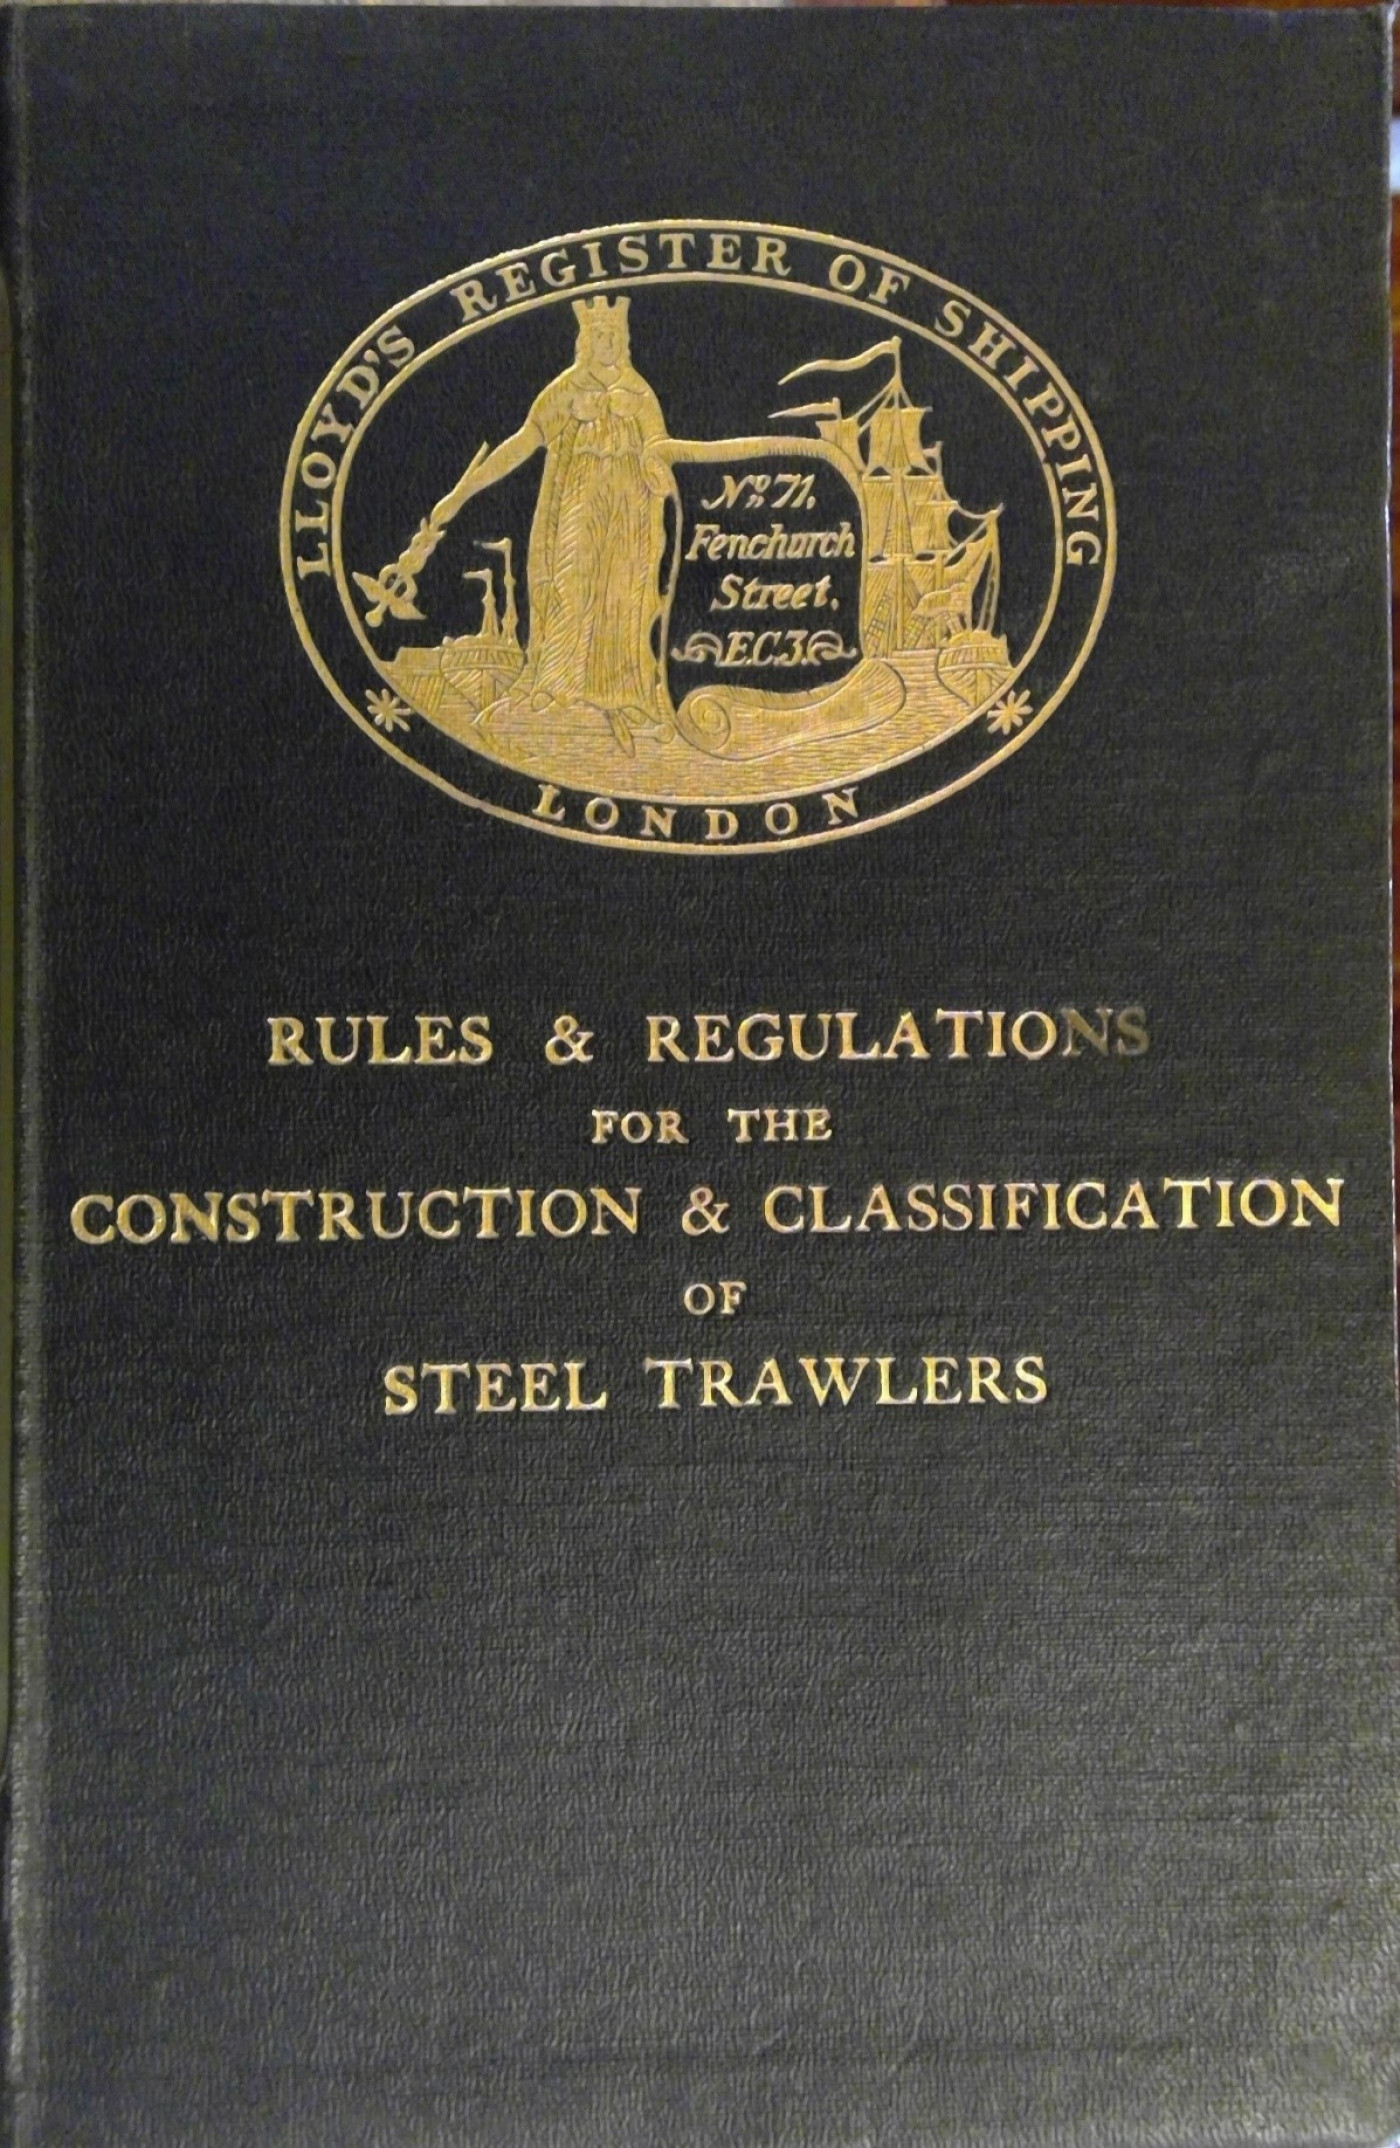 LLOYD'S REGISTER OF SHIPPING
Nº 71,
Fenchurch
Street,
E.C.3.
LONDON
RULES & REGULATIONS
FOR THE
CONSTRUCTION & CLASSIFICATION
OF
STEEL TRAWLERS